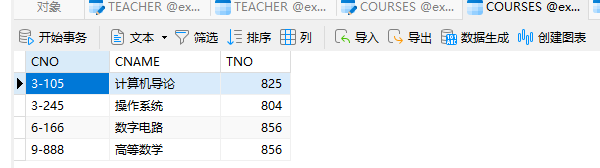 对象 TEACHER @ex... TEACHER @ex... COURSES @ex... COURSES @ex...
开始事务 文本 筛选 排序 列 导入 导出 数据生成 创建图表
CNO CNAME TNO
3-105 计算机导论 825
3-245 操作系统 804
6-166 数字电路 856
9-888 高等数学 856